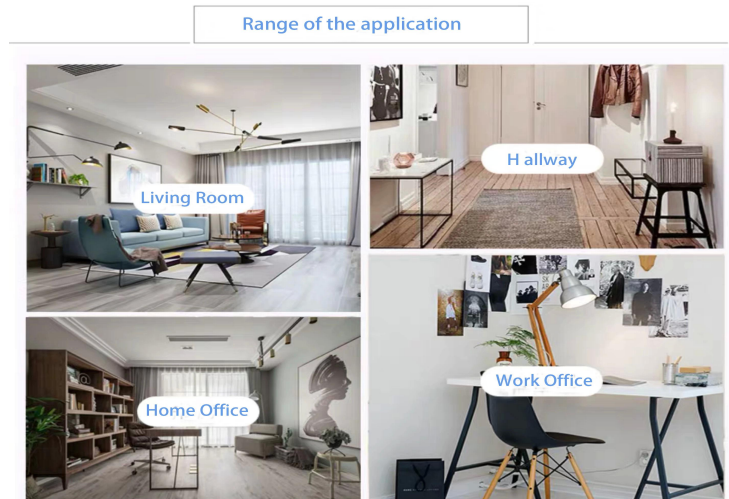 Range of the application
Living Room
H allway
Home Office
Work Office